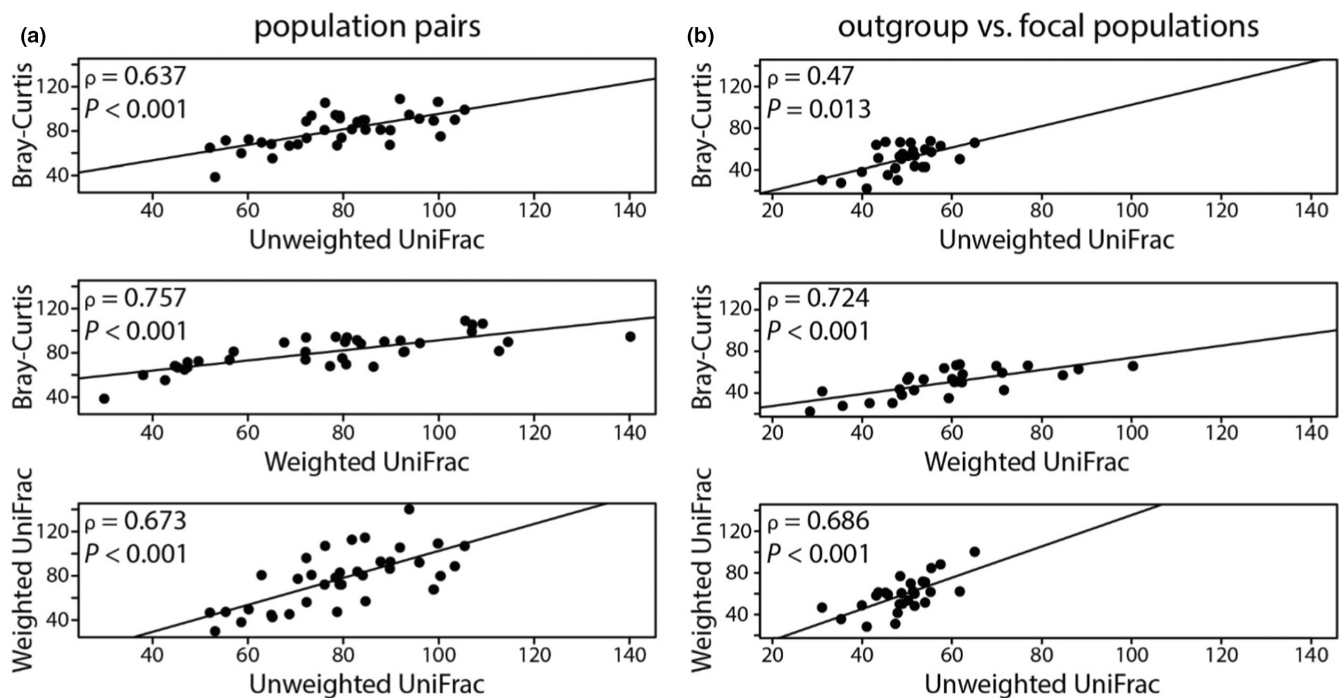 (a) population pairs
Bray-Curtis
120
80
40
ρ = 0.637
P < 0.001
40 60 80 100 120 140
Unweighted UniFrac
Bray-Curtis
120
80
40
ρ = 0.757
P < 0.001
40 60 80 100 120 140
Weighted UniFrac
Weighted UniFrac
120
80
40
ρ = 0.673
P < 0.001
40 60 80 100 120 140
Unweighted UniFrac
(b) outgroup vs. focal populations
Bray-Curtis
120
80
40
ρ = 0.47
P = 0.013
20 40 60 80 100 120 140
Unweighted UniFrac
Bray-Curtis
120
80
40
ρ = 0.724
P < 0.001
20 40 60 80 100 120 140
Weighted UniFrac
Weighted UniFrac
120
80
40
ρ = 0.686
P < 0.001
20 40 60 80 100 120 140
Unweighted UniFrac